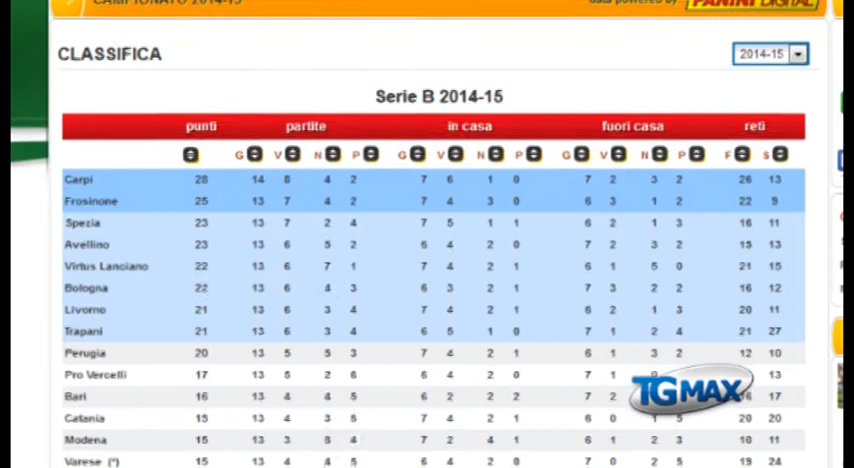 CAMPIONATO 2014-15 data powered by PANINI DIGITAL
CLASSIFICA 2014-15
Serie B 2014-15
punti partite in casa fuori casa reti
G V N P G V N P G V N P F S
Carpi 28 14 8 4 2 7 6 1 0 7 2 3 2 26 13
Frosinone 25 13 7 4 2 7 4 3 0 6 3 1 2 22 9
Spezia 23 13 7 2 4 7 5 1 1 6 2 1 3 16 11
Avellino 23 13 6 5 2 6 4 2 0 7 2 3 2 15 13
Virtus Lanciano 22 13 6 7 1 7 4 2 1 6 1 5 0 21 15
Bologna 22 13 6 4 3 6 3 2 1 7 3 2 2 16 12
Livorno 21 13 6 3 4 7 4 2 1 6 2 1 3 20 11
Trapani 21 13 6 3 4 6 5 1 0 7 1 2 4 21 27
Perugia 20 13 5 5 3 7 4 2 1 6 1 3 2 12 10
Pro Vercelli 17 13 5 2 6 6 4 2 0 7 1 13
Bari 16 13 4 4 5 6 2 2 2 7 2 17
TGMAX
Catania 15 13 4 3 5 7 4 2 1 6 0 5 20 20
Modena 15 13 3 4 7 2 4 1 6 1 2 3 10 11
Varese (*) 15 13 4 4 5 6 4 2 0 7 0 2 5 19 24